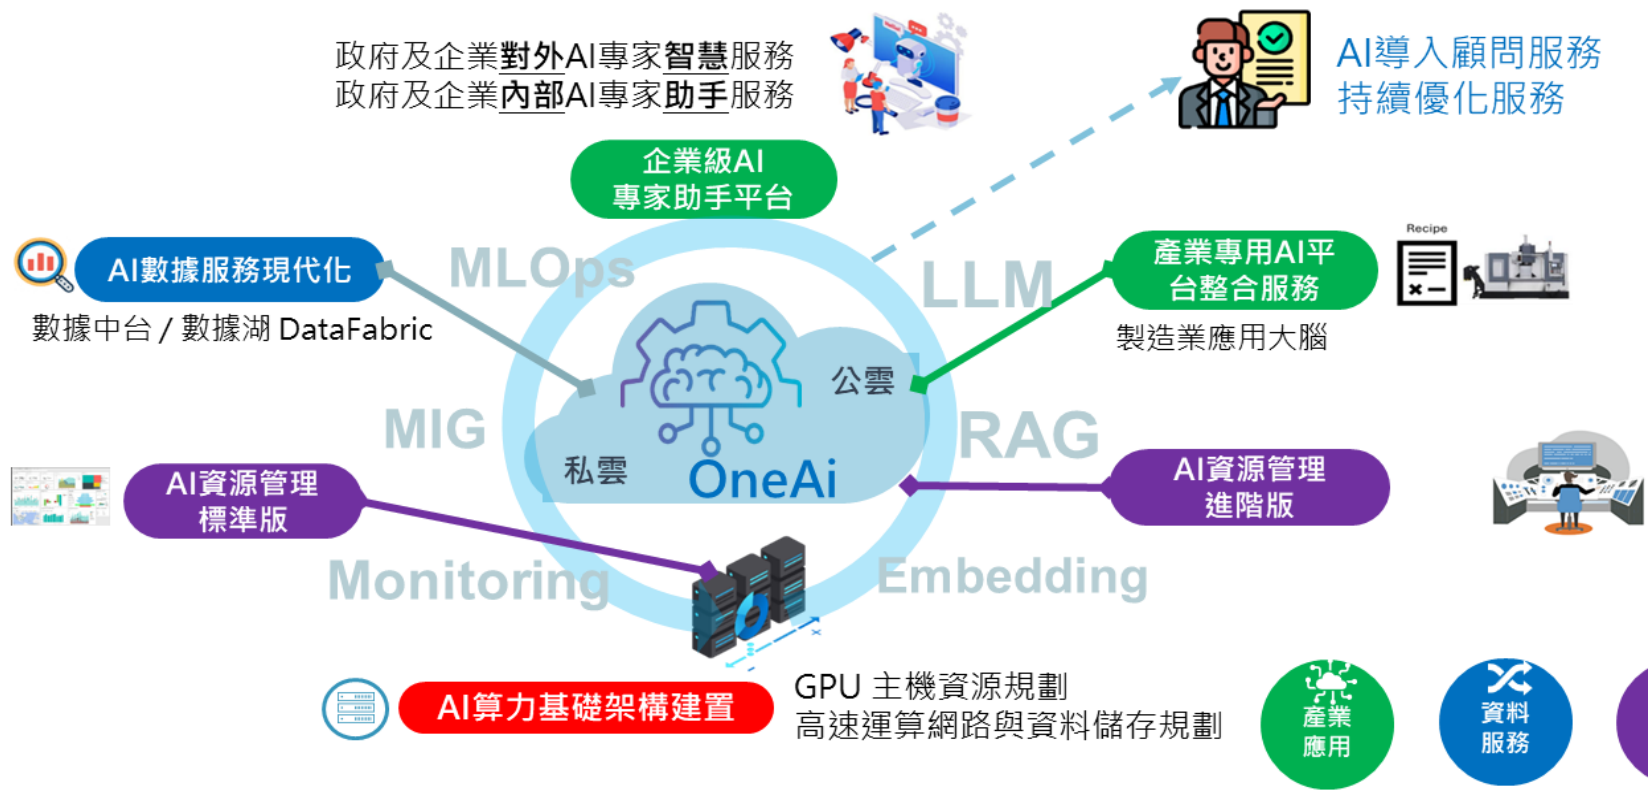 政府及企業對外AI專家智慧服務
政府及企業內部AI專家助手服務
AI導入顧問服務
持續優化服務
企業級AI
專家助手平台
AI數據服務現代化
數據中台 / 數據湖 DataFabric
MLOps
LLM
產業專用AI平
台整合服務
Recipe
製造業應用大腦
公雲
私雲
OneAi
MIG
RAG
AI資源管理
標準版
AI資源管理
進階版
Monitoring
Embedding
AI算力基礎架構建置
GPU 主機資源規劃
高速運算網路與資料儲存規劃
產業
應用
資料
服務